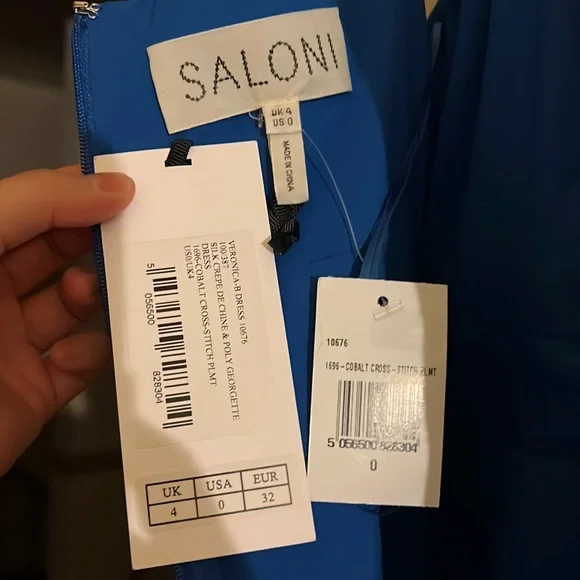 SALONI
UK 4
US 0
MADE IN CHINA
VERONICA-B DRESS 10676
100/387
SILK CREPE DE CHINE & POLY GEORGETTE
DRESS
1696-COBALT CROSS-STITCH PLMT
US0/UK4
5 056500 828304
UK USA EUR
4 0 32
10676
1696-COBALT CROSS-STITCH PLMT
5 056500 828304
0